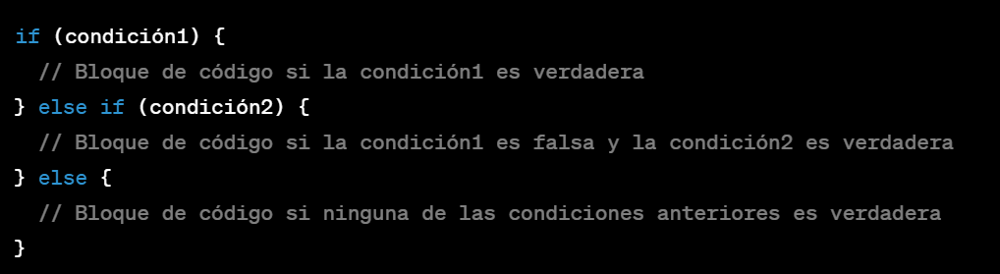 if (condición1) {
  // Bloque de código si la condición1 es verdadera
} else if (condición2) {
  // Bloque de código si la condición1 es falsa y la condición2 es verdadera
} else {
  // Bloque de código si ninguna de las condiciones anteriores es verdadera
}